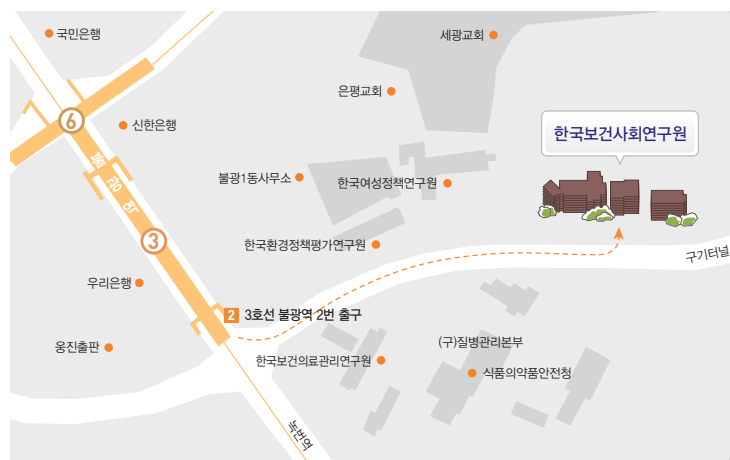 국민은행
세광교회
은평교회
6
신한은행
한국보건사회연구원
불광역
불광1동사무소
한국여성정책연구원
3
한국환경정책평가연구원
구기터널
우리은행
2 3호선 불광역 2번 출구
웅진출판
(구)질병관리본부
한국보건의료관리연구원
식품의약품안전청
녹번역